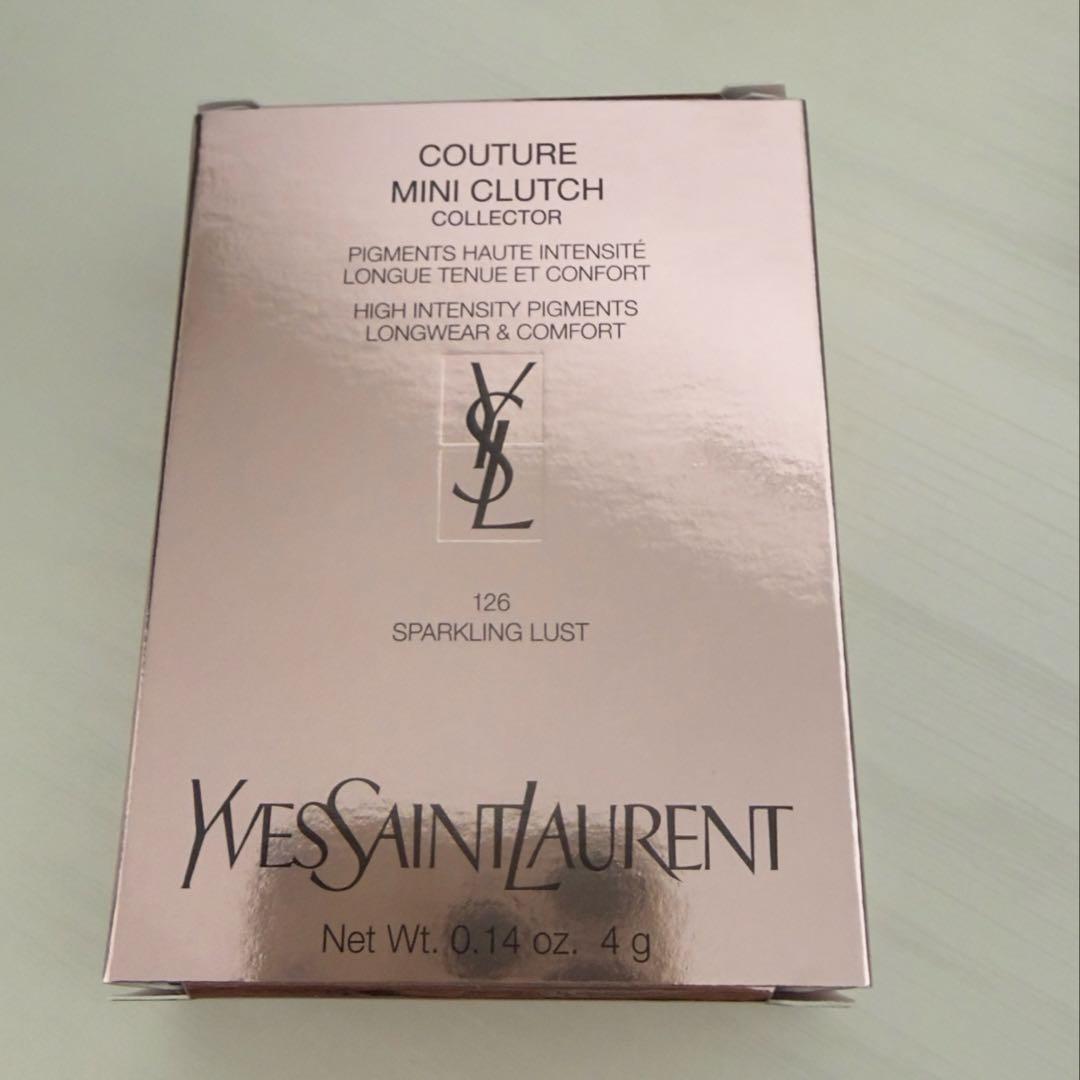 COUTURE
MINI CLUTCH
COLLECTOR
PIGMENTS HAUTE INTENSITÉ
LONGUE TENUE ET CONFORT
HIGH INTENSITY PIGMENTS
LONGWEAR & COMFORT
YSL
126
SPARKLING LUST
YVESSAINTLAURENT
Net Wt. 0.14 oz. 4 g